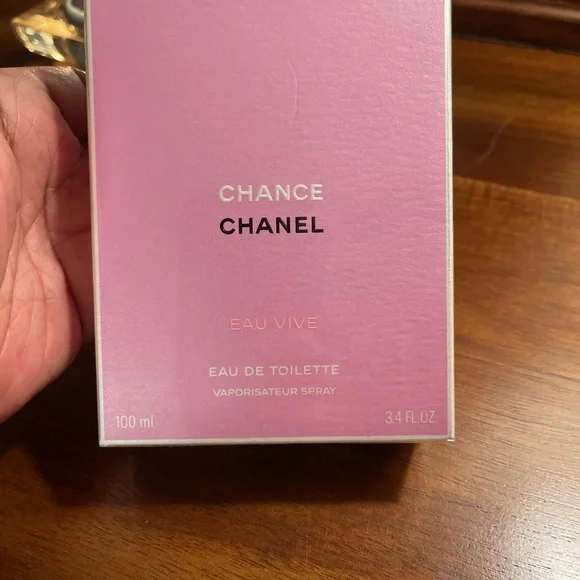 CHANCE
CHANEL
EAU VIVE
EAU DE TOILETTE
VAPORISATEUR SPRAY
100 ml 3.4 FL.OZ.